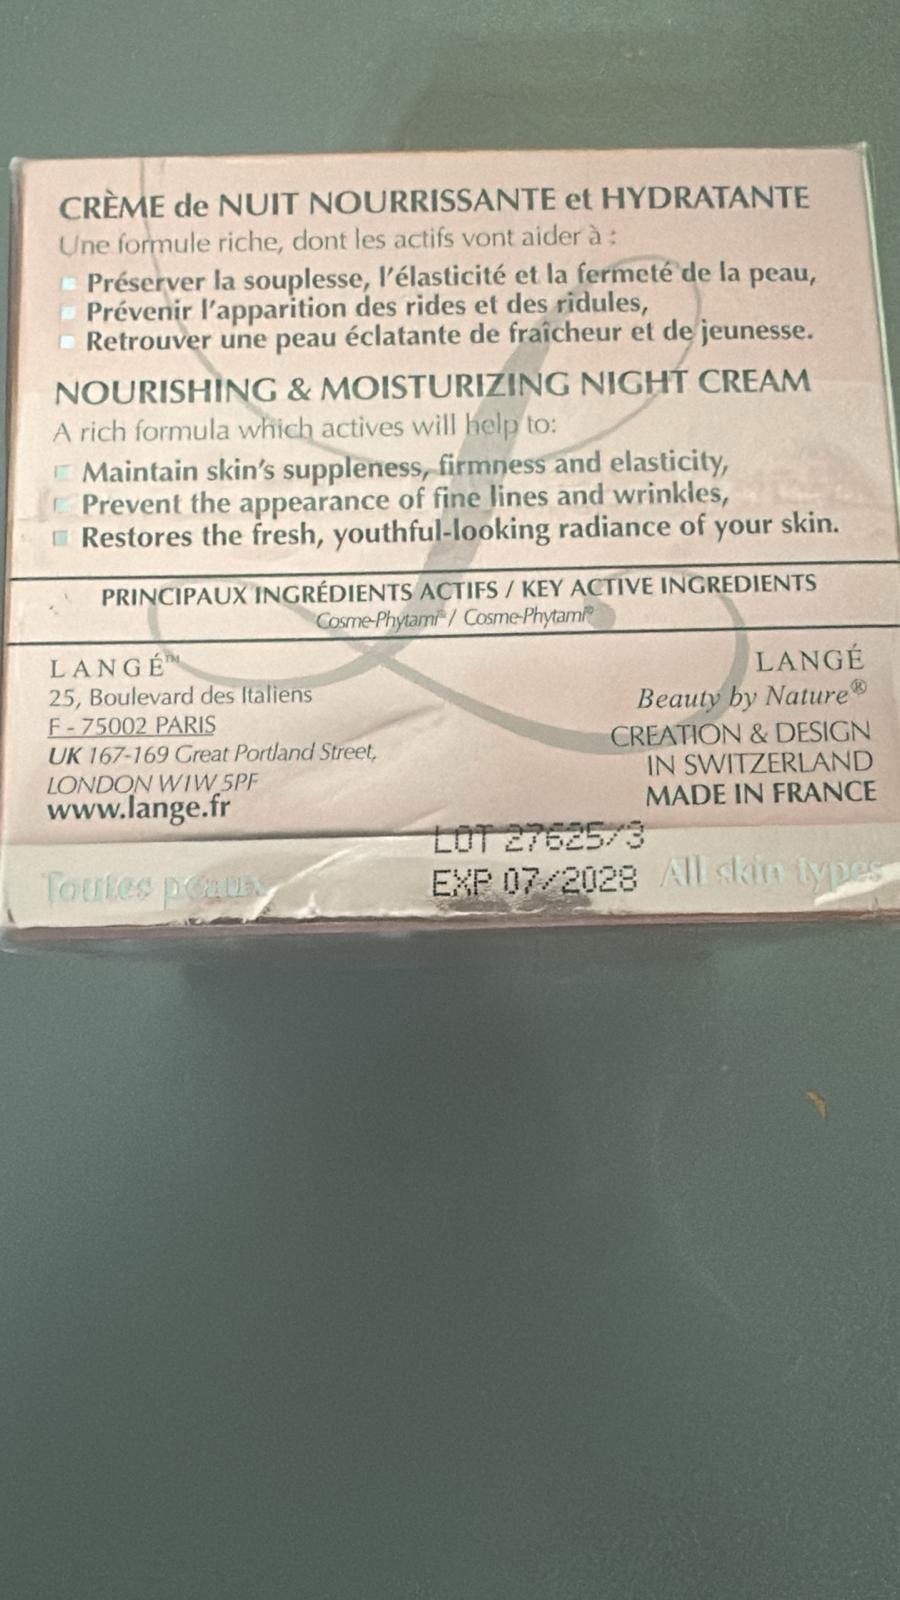 CRÈME de NUIT NOURRISSANTE et HYDRATANTE
Une formule riche, dont les actifs vont aider à :
Préserver la souplesse, l'élasticité et la fermeté de la peau,
Prévenir l'apparition des rides et des ridules,
Retrouver une peau éclatante de fraîcheur et de jeunesse.
NOURISHING & MOISTURIZING NIGHT CREAM
A rich formula which actives will help to:
Maintain skin's suppleness, firmness and elasticity,
Prevent the appearance of fine lines and wrinkles,
Restores the fresh, youthful-looking radiance of your skin.
PRINCIPAUX INGRÉDIENTS ACTIFS / KEY ACTIVE INGREDIENTS
Cosme-Phytami® / Cosme-Phytami®
LANGÉ™
25, Boulevard des Italiens
F - 75002 PARIS
UK 167-169 Great Portland Street,
LONDON W1W 5PF
www.lange.fr
LANGÉ
Beauty by Nature®
CREATION & DESIGN
IN SWITZERLAND
MADE IN FRANCE
Toutes peaux
LOT 27625/3
EXP 07/2028
All skin types